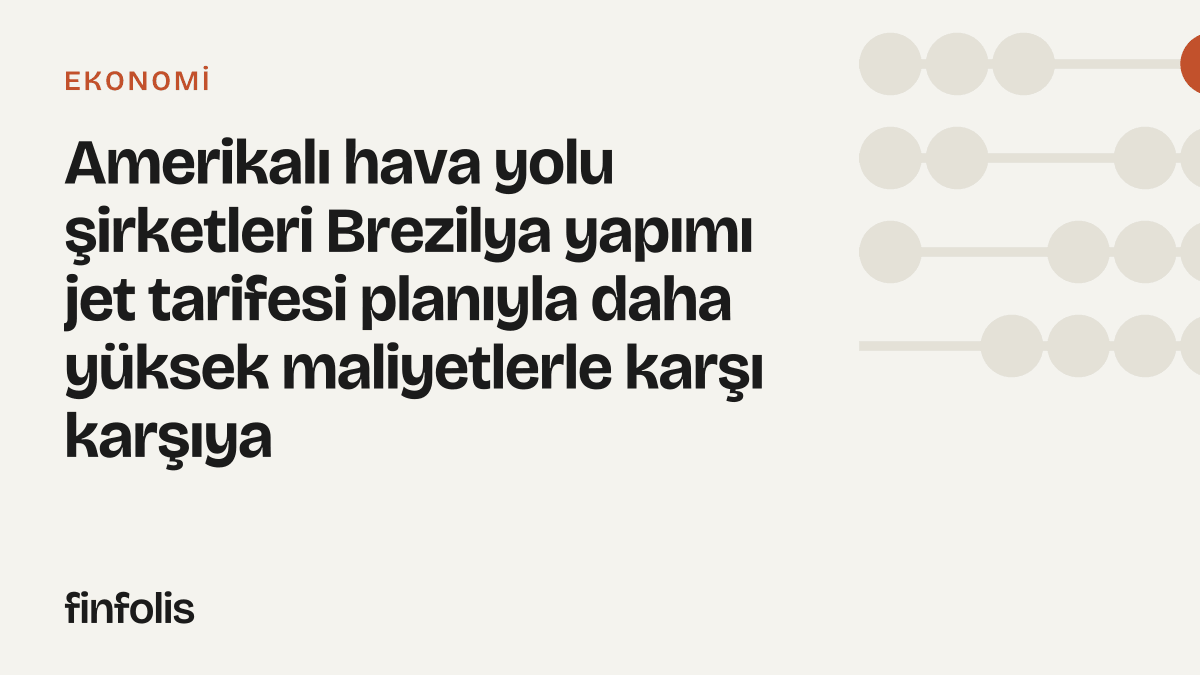 EKONOMİ
Amerikalı hava yolu
şirketleri Brezilya yapımı
jet tarifesi planıyla daha
yüksek maliyetlerle karşı
karşıya
finfolis